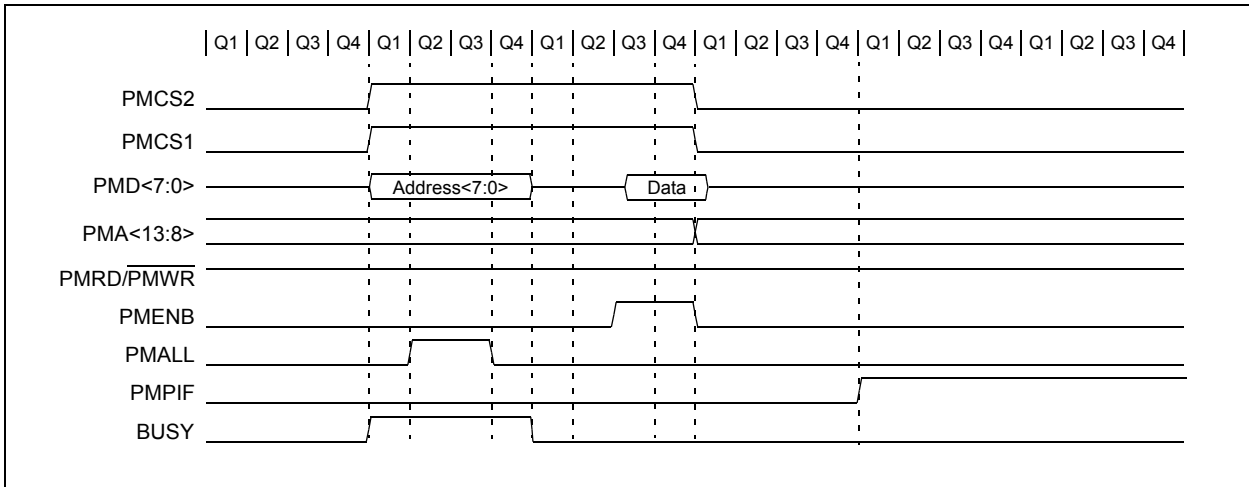 Q1 Q2 Q3 Q4 Q1 Q2 Q3 Q4 Q1 Q2 Q3 Q4 Q1 Q2 Q3 Q4 Q1 Q2 Q3 Q4 Q1 Q2 Q3 Q4
PMCS2
PMCS1
PMD<7:0> Address<7:0> Data
PMA<13:8>
PMRD/PMWR
PMENB
PMALL
PMPIF
BUSY